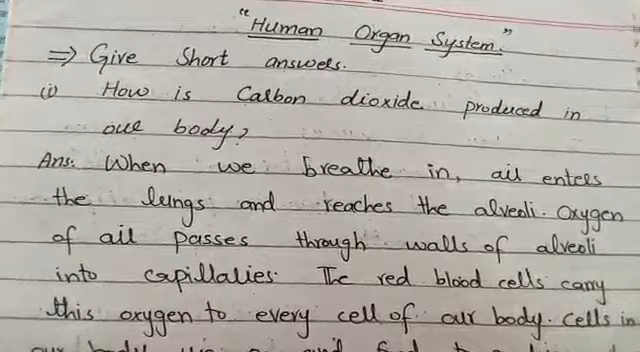 "Human Organ System."
⇒ Give Short answers.
(i) How is Carbon dioxide produced in
our body?
Ans: When we breathe in, air enters
the lungs and reaches the alveoli. Oxygen
of air passes through walls of alveoli
into capillaries. The red blood cells carry
this oxygen to every cell of our body. Cells in
our body